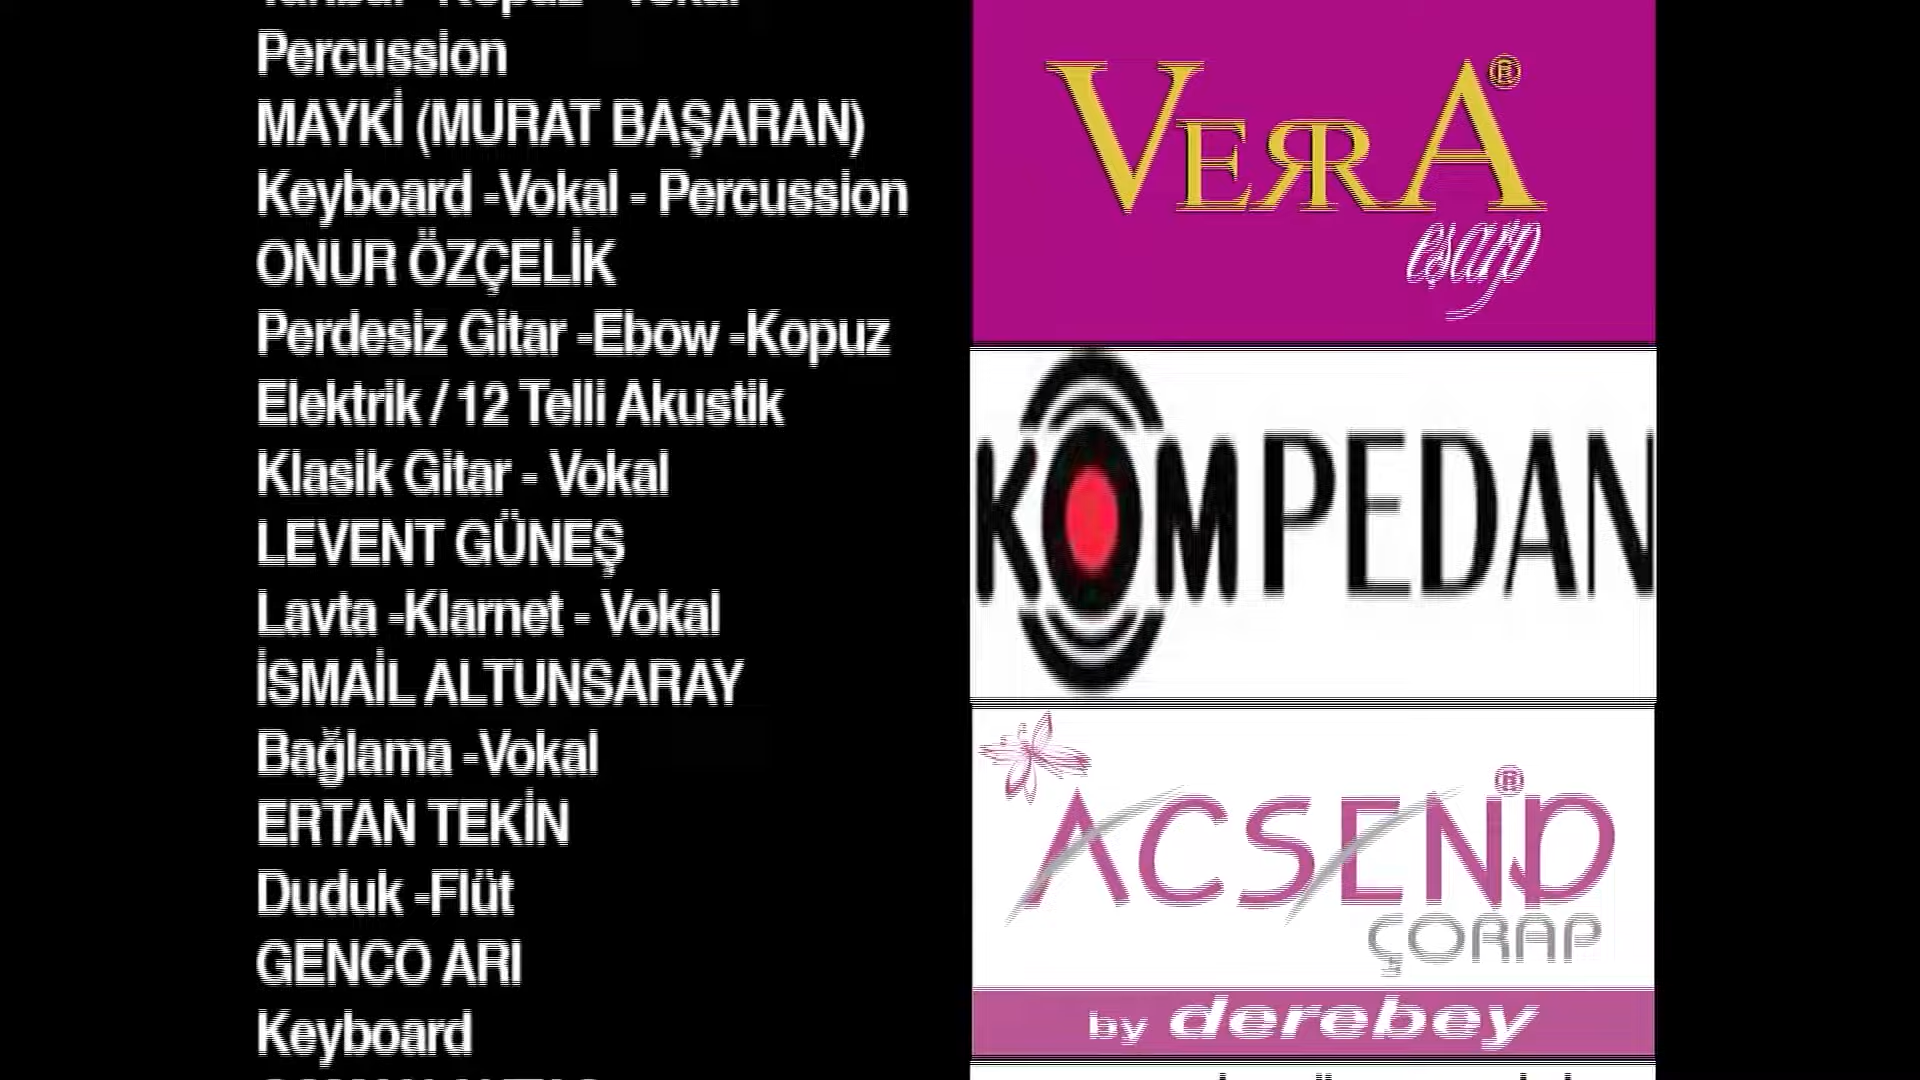 Percussion
MAYKİ (MURAT BAŞARAN)
Keyboard -Vokal - Percussion
ONUR ÖZÇELİK
Perdesiz Gitar -Ebow -Kopuz
Elektrik / 12 Telli Akustik
Klasik Gitar - Vokal
LEVENT GÜNEŞ
Lavta -Klarnet - Vokal
İSMAİL ALTUNSARAY
Bağlama -Vokal
ERTAN TEKİN
Duduk -Flüt
GENCO ARI
Keyboard
VERRA®
eşarp
KOMPEDAN
ACSEND®
ÇORAP
by derebey